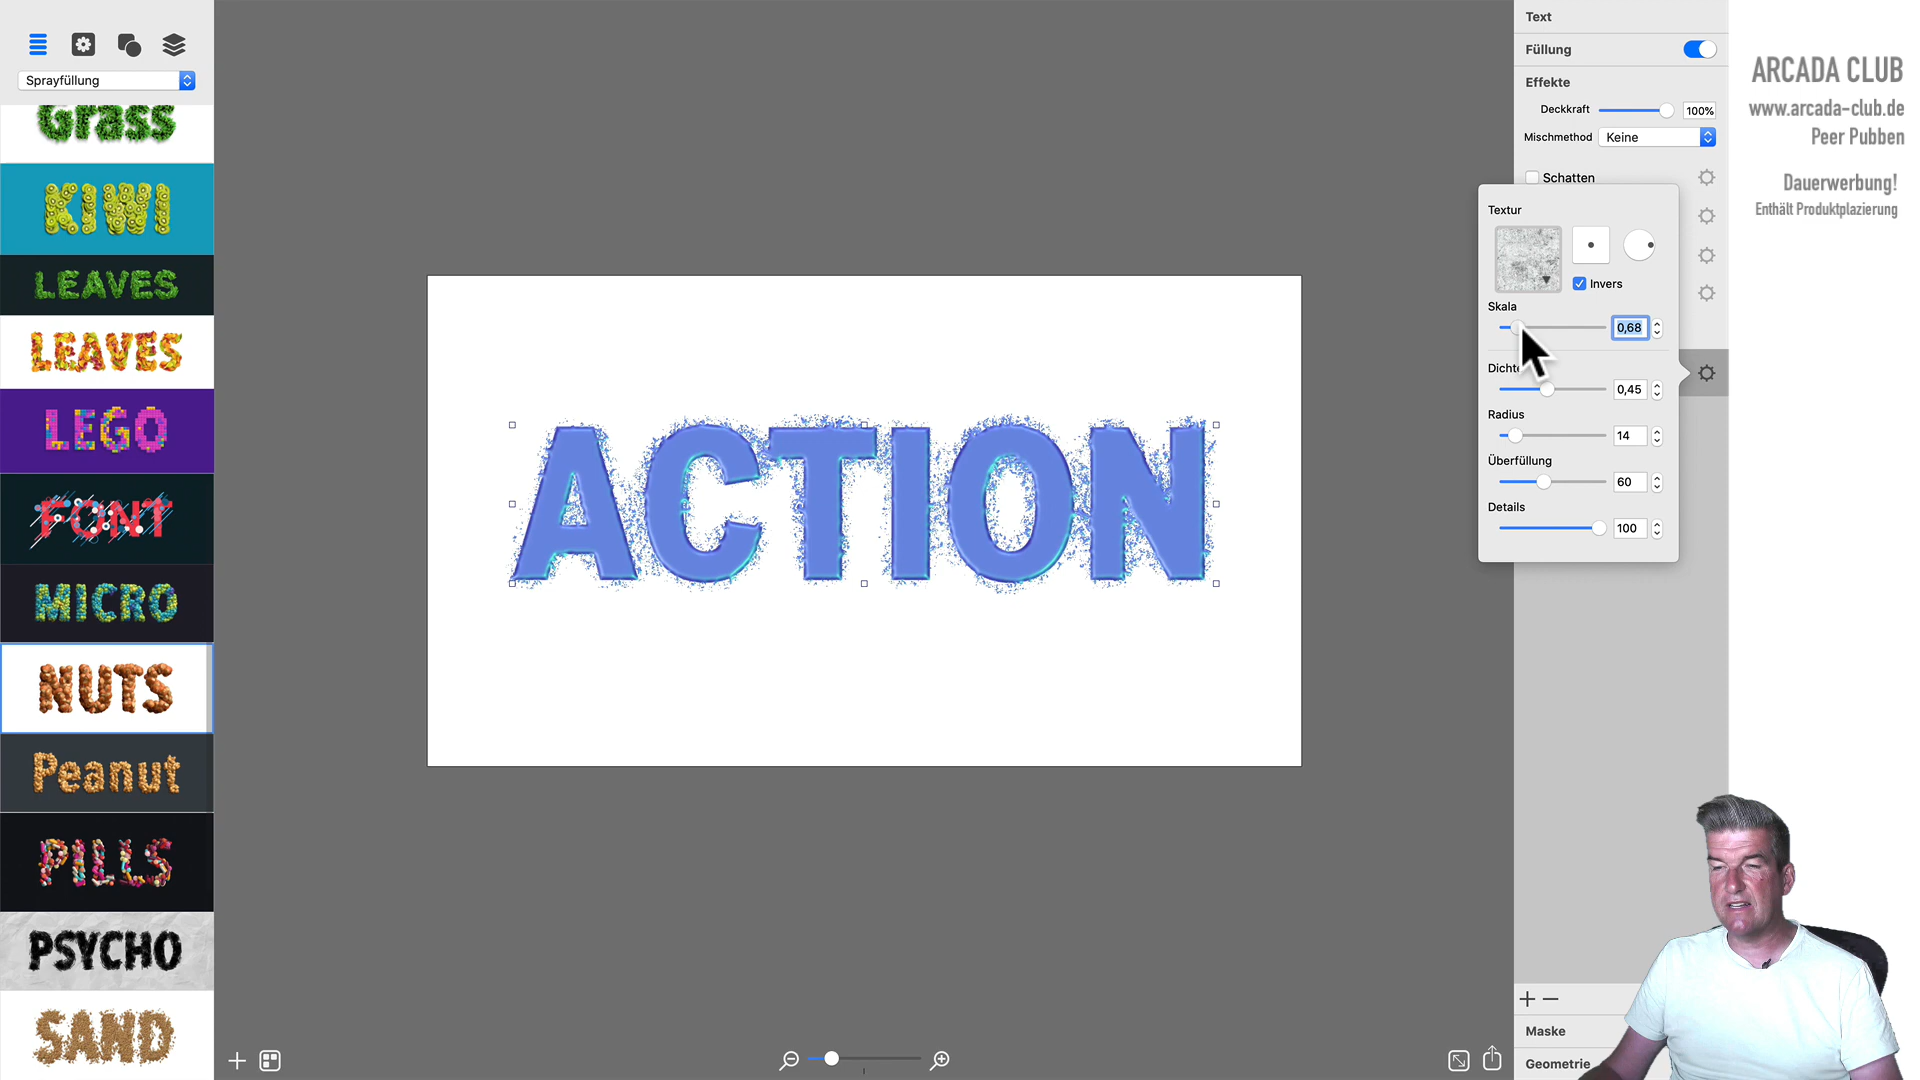 Sprayfüllung
Grass
KIWI
LEAVES
LEAVES
LEGO
FONT
MICRO
NUTS
Peanut
PILLS
PSYCHO
SAND
ACTION
Text
Füllung
Effekte
Deckkraft
100%
Mischmethod
Keine
Schatten
Textur
Invers
Skala
0,68
Dichte
0,45
Radius
14
Überfüllung
60
Details
100
Maske
Geometrie
ARCADA CLUB
www.arcada-club.de
Peer Pubben
Dauerwerbung!
Enthält Produktplazierung